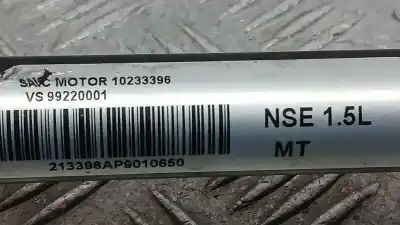 SAIC MOTOR 10233396
VS 99220001
213396AP9010650
NSE 1.5L
MT